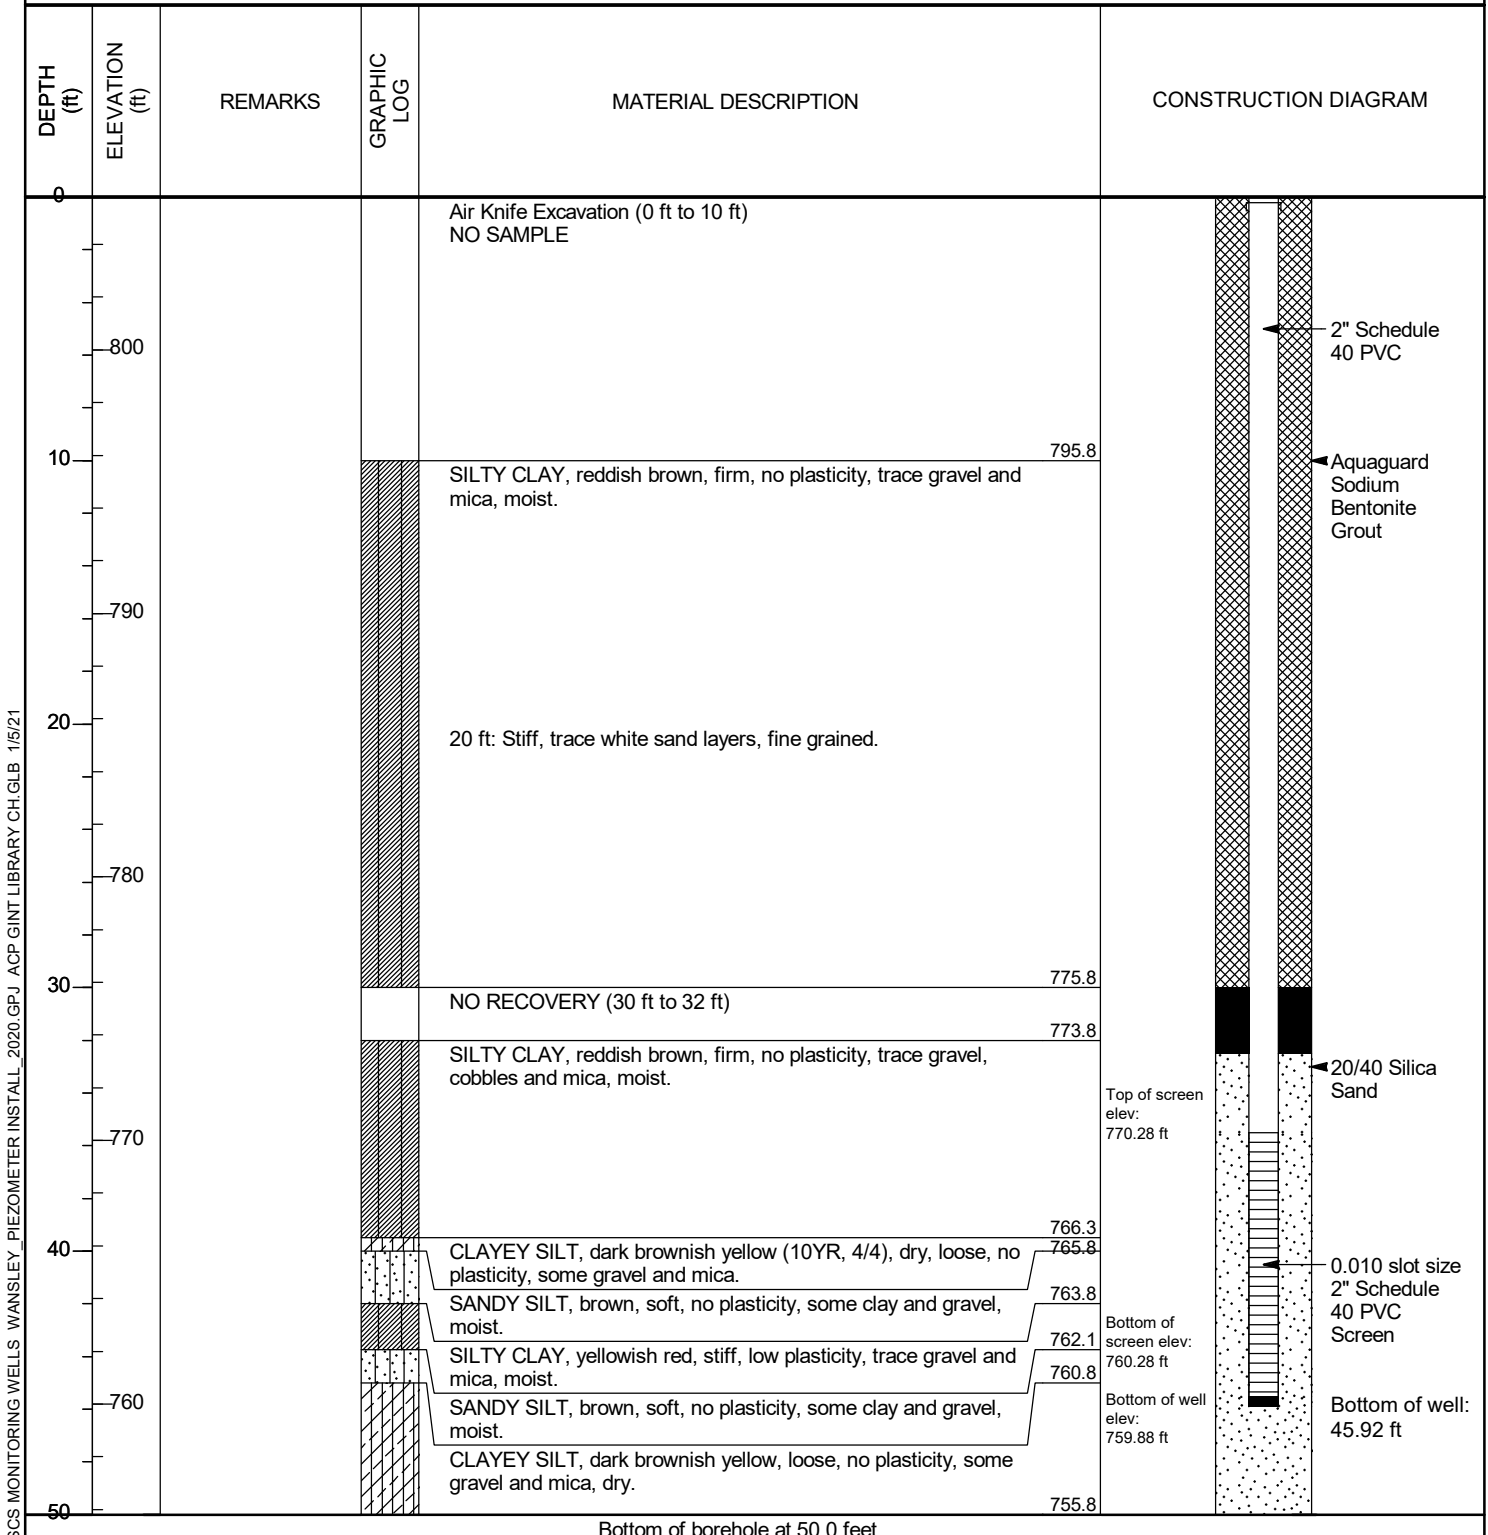 DEPTH
(ft)
ELEVATION
(ft)
REMARKS
GRAPHIC
LOG
MATERIAL DESCRIPTION
CONSTRUCTION DIAGRAM
0
Air Knife Excavation (0 ft to 10 ft)
NO SAMPLE
2" Schedule
40 PVC
800
795.8
10
SILTY CLAY, reddish brown, firm, no plasticity, trace gravel and
mica, moist.
Aquaguard
Sodium
Bentonite
Grout
790
20
20 ft: Stiff, trace white sand layers, fine grained.
780
775.8
30
NO RECOVERY (30 ft to 32 ft)
773.8
SILTY CLAY, reddish brown, firm, no plasticity, trace gravel,
cobbles and mica, moist.
20/40 Silica
Sand
Top of screen
elev:
770.28 ft
770
766.3
40
765.8
CLAYEY SILT, dark brownish yellow (10YR, 4/4), dry, loose, no
plasticity, some gravel and mica.
0.010 slot size
2" Schedule
40 PVC
Screen
763.8
SANDY SILT, brown, soft, no plasticity, some clay and gravel,
moist.
Bottom of
screen elev:
760.28 ft
762.1
SILTY CLAY, yellowish red, stiff, low plasticity, trace gravel and
mica, moist.
760.8
760
SANDY SILT, brown, soft, no plasticity, some clay and gravel,
moist.
Bottom of well
elev:
759.88 ft
Bottom of well:
45.92 ft
CLAYEY SILT, dark brownish yellow, loose, no plasticity, some
gravel and mica, dry.
755.8
50
Bottom of borehole at 50.0 feet
SCS MONITORING WELLS WANSLEY_PIEZOMETER INSTALL_2020.GPJ ACP GINT LIBRARY CH.GLB 1/5/21